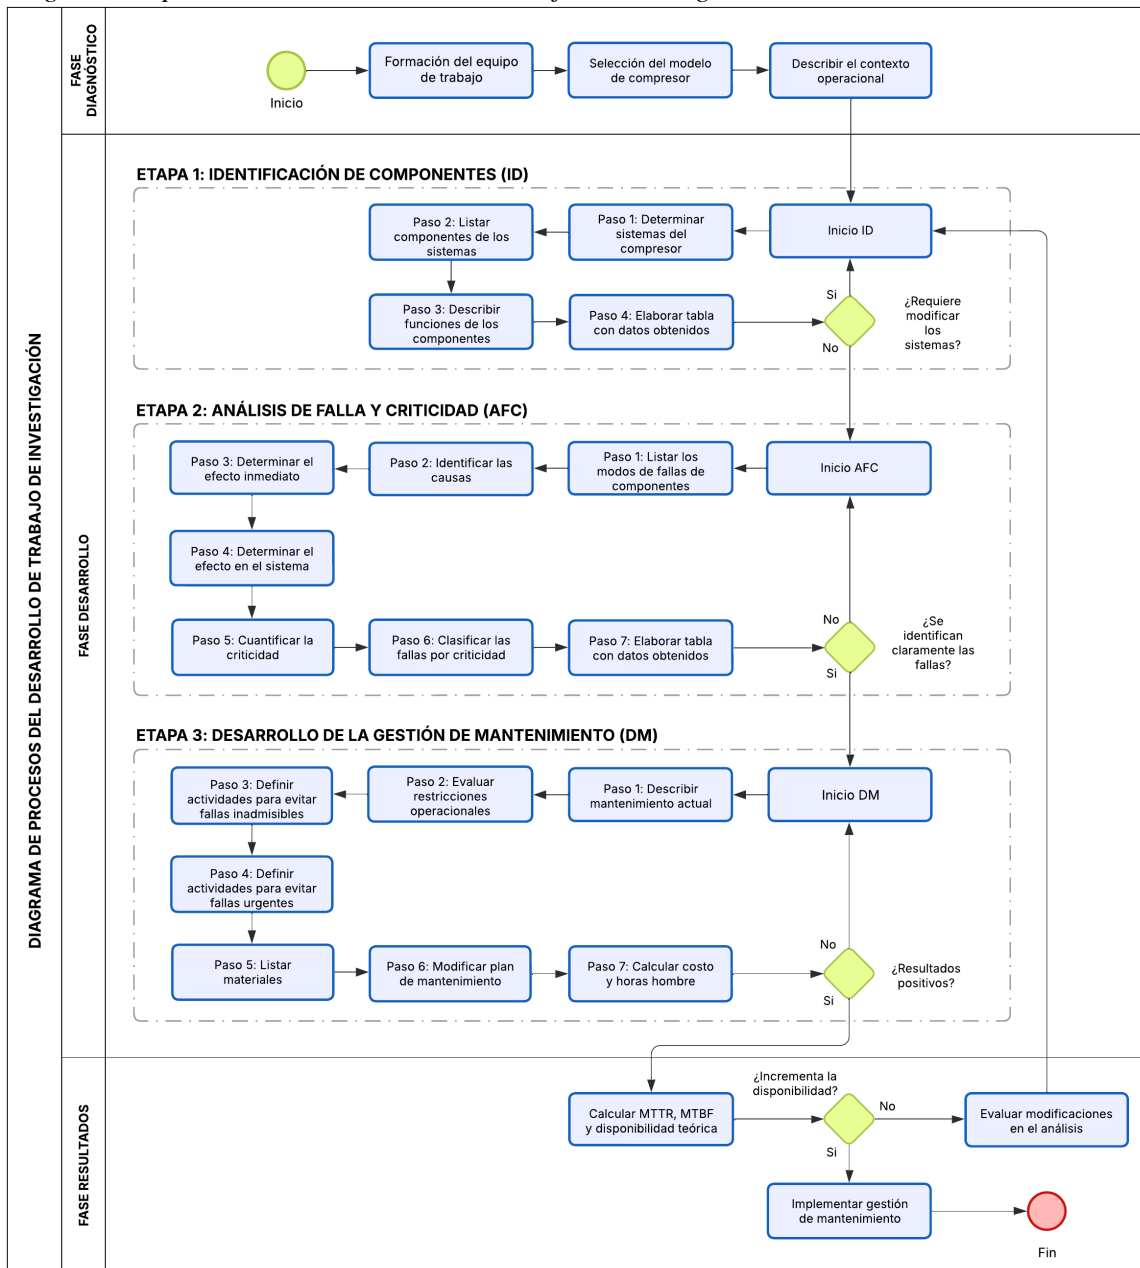 DIAGRAMA DE PROCESOS DEL DESARROLLO DE TRABAJO DE INVESTIGACIÓN
FASE
DIAGNÓSTICO
Inicio
Formación del equipo
de trabajo
Selección del modelo
de compresor
Describir el contexto
operacional
FASE DESARROLLO
ETAPA 1: IDENTIFICACIÓN DE COMPONENTES (ID)
Inicio ID
Paso 1: Determinar
sistemas del
compresor
Paso 2: Listar
componentes de los
sistemas
Paso 3: Describir
funciones de los
componentes
Paso 4: Elaborar tabla
con datos obtenidos
Si
No
¿Requiere
modificar
los
sistemas?
ETAPA 2: ANÁLISIS DE FALLA Y CRITICIDAD (AFC)
Inicio AFC
Paso 1: Listar los
modos de fallas de
componentes
Paso 2: Identificar las
causas
Paso 3: Determinar el
efecto inmediato
Paso 4: Determinar el
efecto en el sistema
Paso 5: Cuantificar la
criticidad
Paso 6: Clasificar las
fallas por criticidad
Paso 7: Elaborar tabla
con datos obtenidos
No
Si
¿Se
identifican
claramente las
fallas?
ETAPA 3: DESARROLLO DE LA GESTIÓN DE MANTENIMIENTO (DM)
Inicio DM
Paso 1: Describir
mantenimiento actual
Paso 2: Evaluar
restricciones
operacionales
Paso 3: Definir
actividades para evitar
fallas inadmisibles
Paso 4: Definir
actividades para evitar
fallas urgentes
Paso 5: Listar
materiales
Paso 6: Modificar plan
de mantenimiento
Paso 7: Calcular costo
y horas hombre
No
Si
¿Resultados
positivos?
FASE RESULTADOS
Calcular MTTR, MTBF
y disponibilidad teórica
¿Incrementa la
disponibilidad?
No
Si
Evaluar modificaciones
en el análisis
Implementar gestión
de mantenimiento
Fin